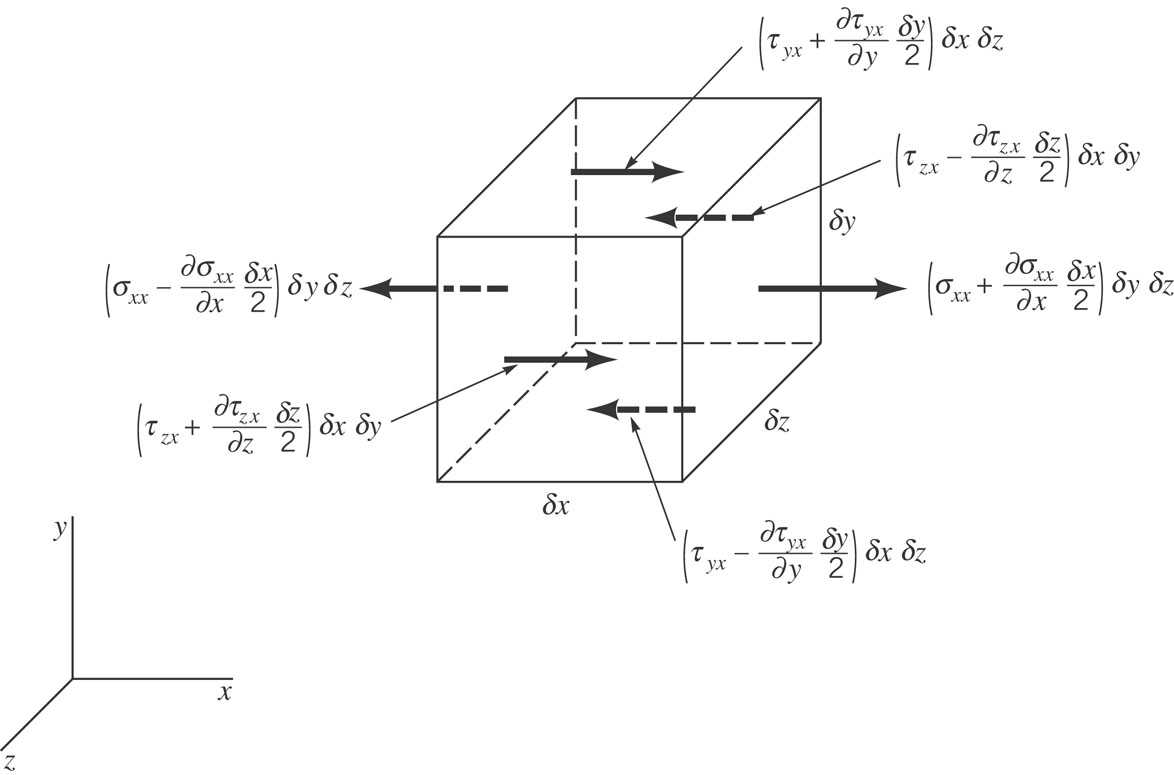 (τ_yx + ∂τ_yx/∂y δy/2) δx δz
(τ_zx − ∂τ_zx/∂z δz/2) δx δy
δy
(σ_xx − ∂σ_xx/∂x δx/2) δy δz
(σ_xx + ∂σ_xx/∂x δx/2) δy δz
(τ_zx + ∂τ_zx/∂z δz/2) δx δy
δz
δx
(τ_yx − ∂τ_yx/∂y δy/2) δx δz
y
x
z